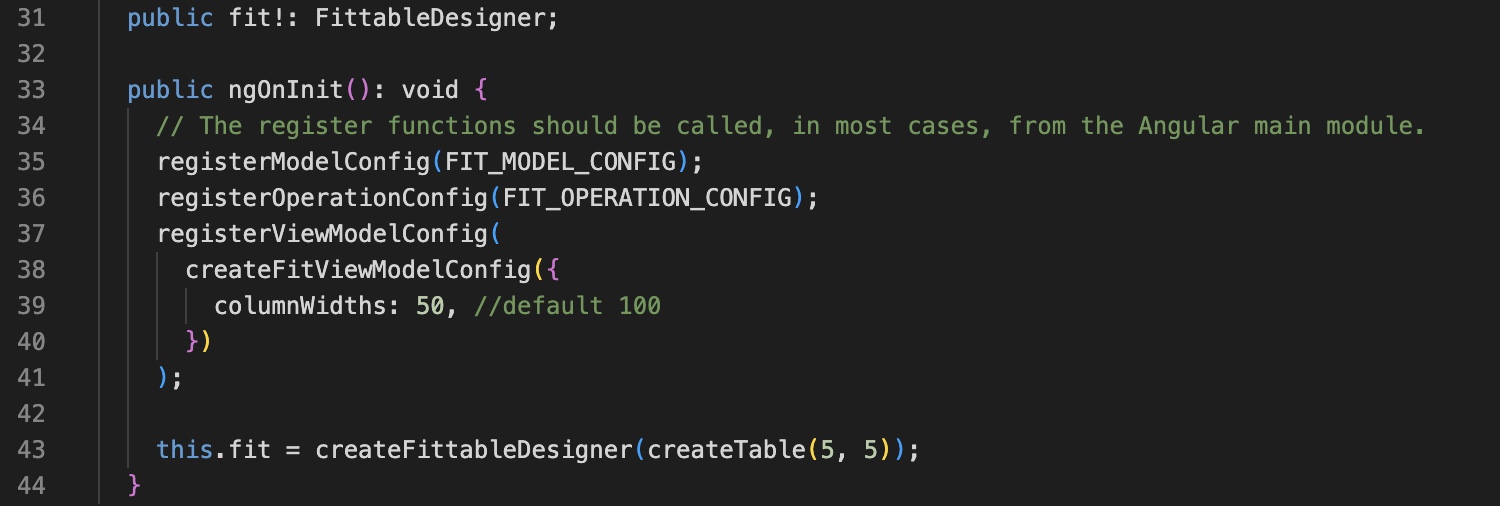 31 public fit!: FittableDesigner;
32
33 public ngOnInit(): void {
34 // The register functions should be called, in most cases, from the Angular main module.
35 registerModelConfig(FIT_MODEL_CONFIG);
36 registerOperationConfig(FIT_OPERATION_CONFIG);
37 registerViewModelConfig(
38 createFitViewModelConfig({
39 columnWidths: 50, //default 100
40 })
41 );
42
43 this.fit = createFittableDesigner(createTable(5, 5));
44 }